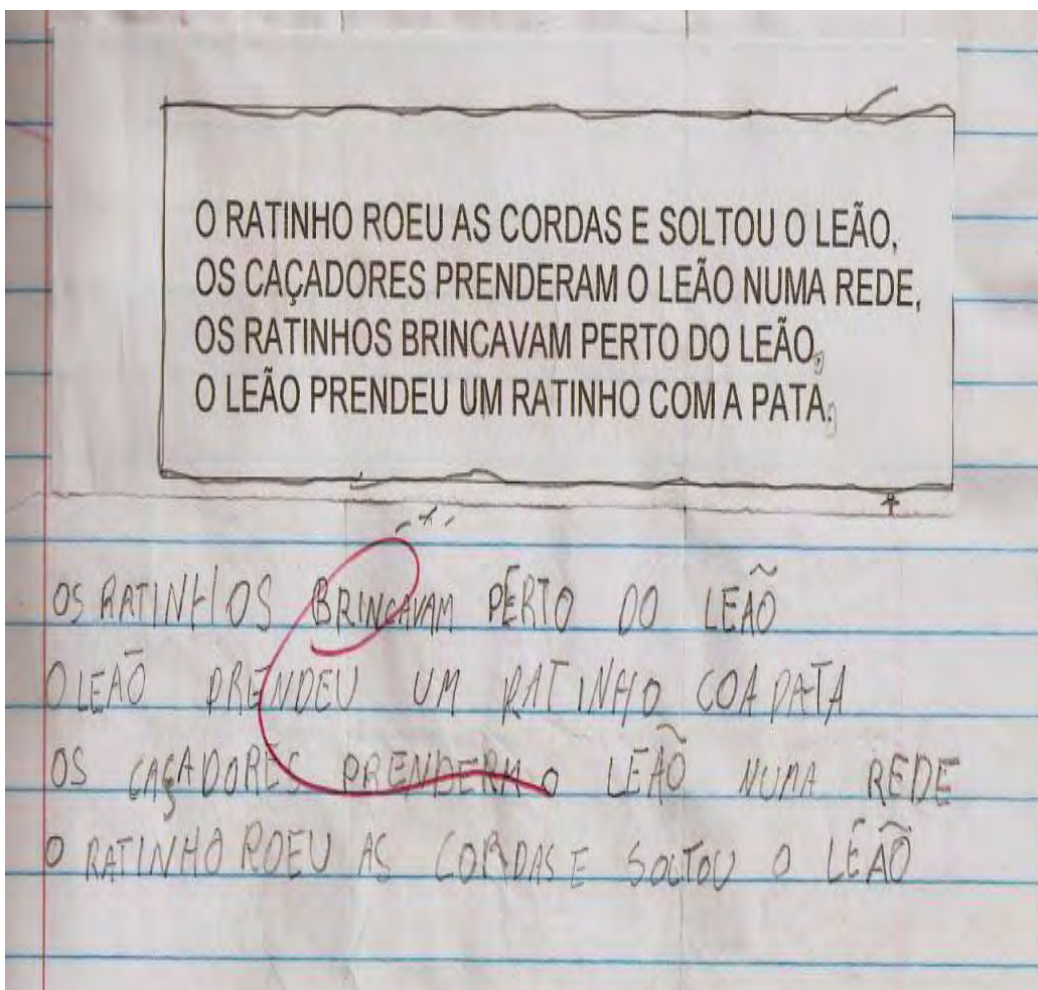 O RATINHO ROEU AS CORDAS E SOLTOU O LEÃO,
OS CAÇADORES PRENDERAM O LEÃO NUMA REDE,
OS RATINHOS BRINCAVAM PERTO DO LEÃO,
O LEÃO PRENDEU UM RATINHO COM A PATA.
OS RATINHOS BRINCAVAM PERTO DO LEÃO
O LEÃO PRENDEU UM RATINHO COA PATA
OS CAÇADORES PRENDERM O LEÃO NUMA REDE
O RATINHO ROEU AS CORDAS E SOLTOU O LEÃO